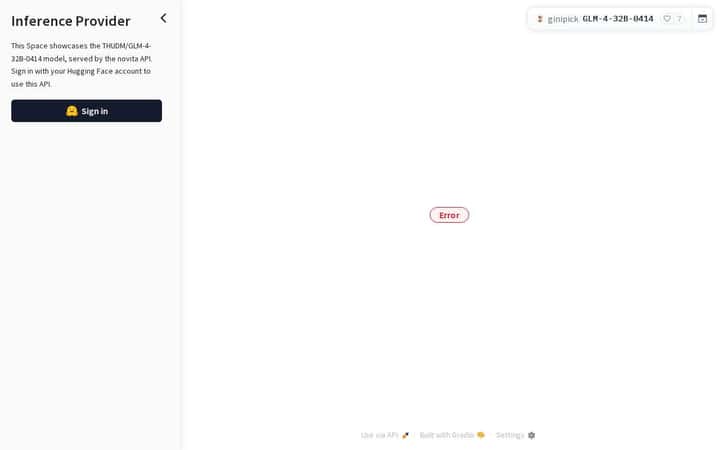 Inference Provider
This Space showcases the THUDM/GLM-4-
32B-0414 model, served by the novita API.
Sign in with your Hugging Face account to
use this API.
Sign in
ginipick GLM-4-32B-0414 7
Error
Use via API · Built with Gradio · Settings